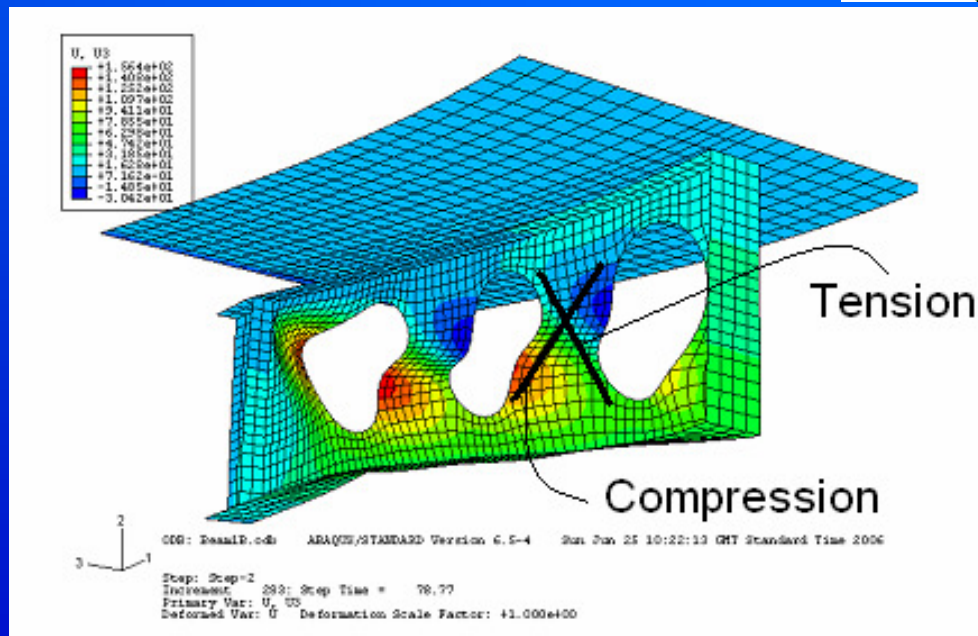 U, U3
+1.564e+02
+1.408e+02
+1.252e+02
+1.097e+02
+9.411e+01
+7.855e+01
+6.298e+01
+4.742e+01
+3.185e+01
+1.628e+01
+7.162e-01
-1.485e+01
-3.042e+01
Tension
Compression
2
3
1
ODB: Beam1B.odb ABAQUS/STANDARD Version 6.5-4 Sun Jun 25 10:22:13 GMT Standard Time 2006
Step: Step-2
Increment 283: Step Time = 78.77
Primary Var: U, U3
Deformed Var: U Deformation Scale Factor: +1.000e+00